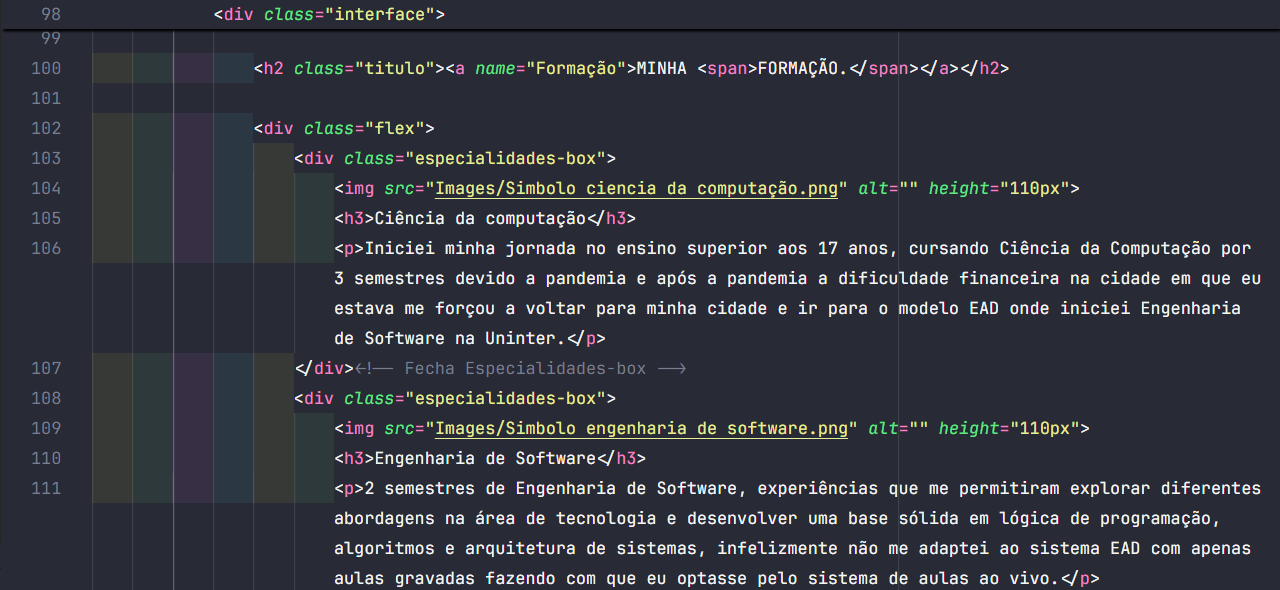 98 <div class="interface">
99
100 <h2 class="titulo"><a name="Formação">MINHA <span>FORMAÇÃO.</span></a></h2>
101
102 <div class="flex">
103 <div class="especialidades-box">
104 <img src="Images/Simbolo ciencia da computação.png" alt="" height="110px">
105 <h3>Ciência da computação</h3>
106 <p>Iniciei minha jornada no ensino superior aos 17 anos, cursando Ciência da Computação por
3 semestres devido a pandemia e após a pandemia a dificuldade financeira na cidade em que eu
estava me forçou a voltar para minha cidade e ir para o modelo EAD onde iniciei Engenharia
de Software na Uninter.</p>
107 </div><!-- Fecha Especialidades-box -->
108 <div class="especialidades-box">
109 <img src="Images/Simbolo engenharia de software.png" alt="" height="110px">
110 <h3>Engenharia de Software</h3>
111 <p>2 semestres de Engenharia de Software, experiências que me permitiram explorar diferentes
abordagens na área de tecnologia e desenvolver uma base sólida em lógica de programação,
algoritmos e arquitetura de sistemas, infelizmente não me adaptei ao sistema EAD com apenas
aulas gravadas fazendo com que eu optasse pelo sistema de aulas ao vivo.</p>